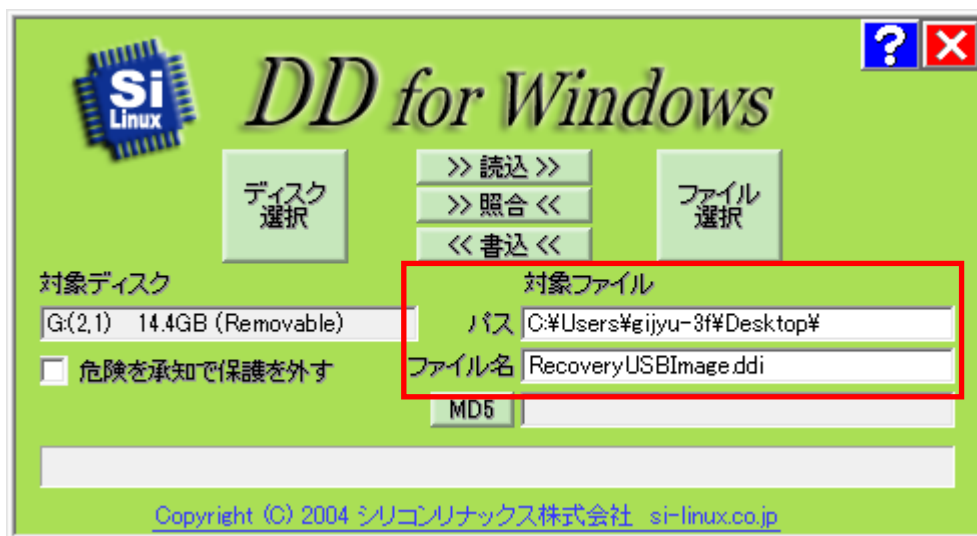 Si
Linux
DD for Windows
?
×
ディスク
選択
>> 読込 >>
>> 照合 <<
<< 書込 <<
ファイル
選択
対象ディスク
対象ファイル
G:(2,1) 14.4GB (Removable)
パス C:¥Users¥gijyu-3f¥Desktop¥
危険を承知で保護を外す
ファイル名 RecoveryUSBImage.ddi
MD5
Copyright (C) 2004 シリコンリナックス株式会社 si-linux.co.jp